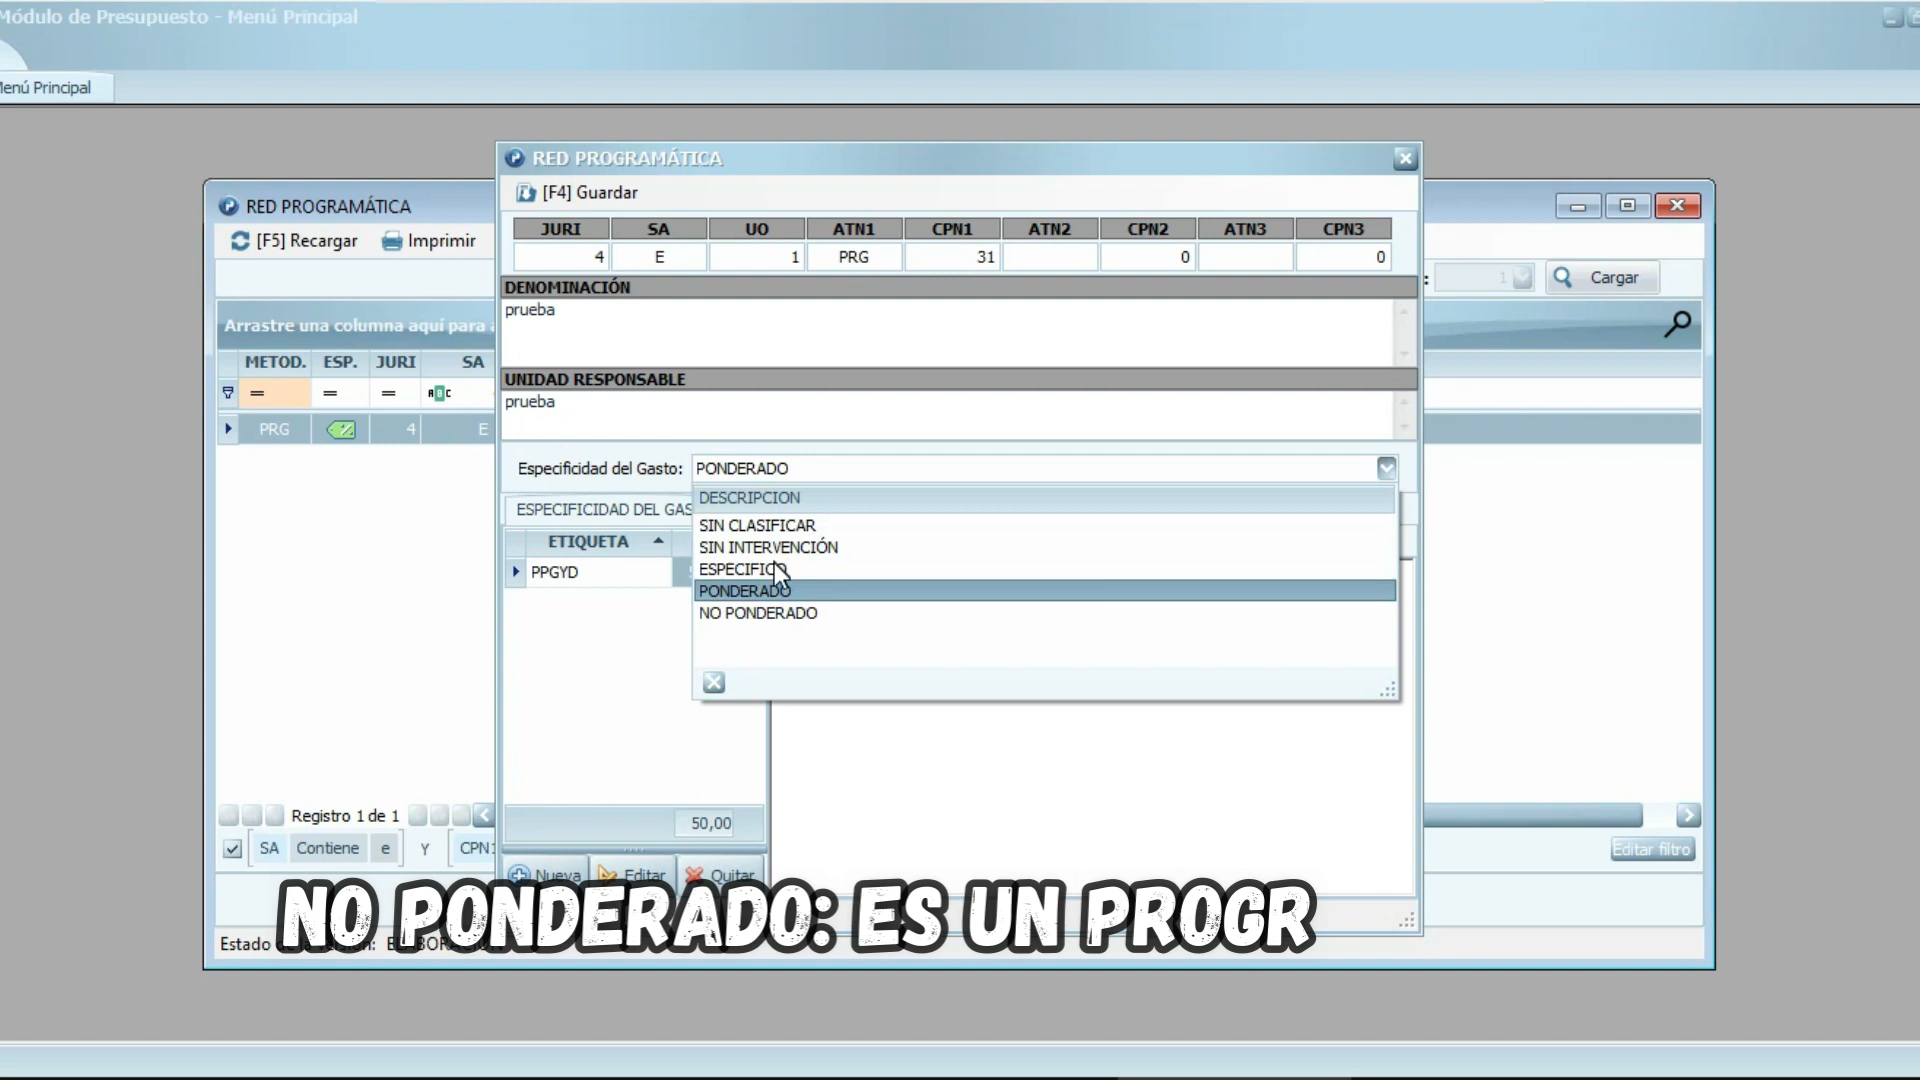 Módulo de Presupuesto - Menú Principal
Menú Principal
RED PROGRAMÁTICA
[F5] Recargar
Imprimir
Cargar
1
Arrastre una columna aquí para a
METOD. ESP. JURI SA
= = = ABC
PRG 4 E
Registro 1 de 1
SA Contiene e Y CPN1
Editar filtro
RED PROGRAMÁTICA
[F4] Guardar
JURI SA UO ATN1 CPN1 ATN2 CPN2 ATN3 CPN3
4 E 1 PRG 31 0 0
DENOMINACIÓN
prueba
UNIDAD RESPONSABLE
prueba
Especificidad del Gasto: PONDERADO
DESCRIPCION
SIN CLASIFICAR
SIN INTERVENCIÓN
ESPECIFICO
PONDERADO
NO PONDERADO
ESPECIFICIDAD DEL GAS
ETIQUETA
PPGYD
50,00
Nueva Editar Quitar
NO PONDERADO: ES UN PROGR
Estado